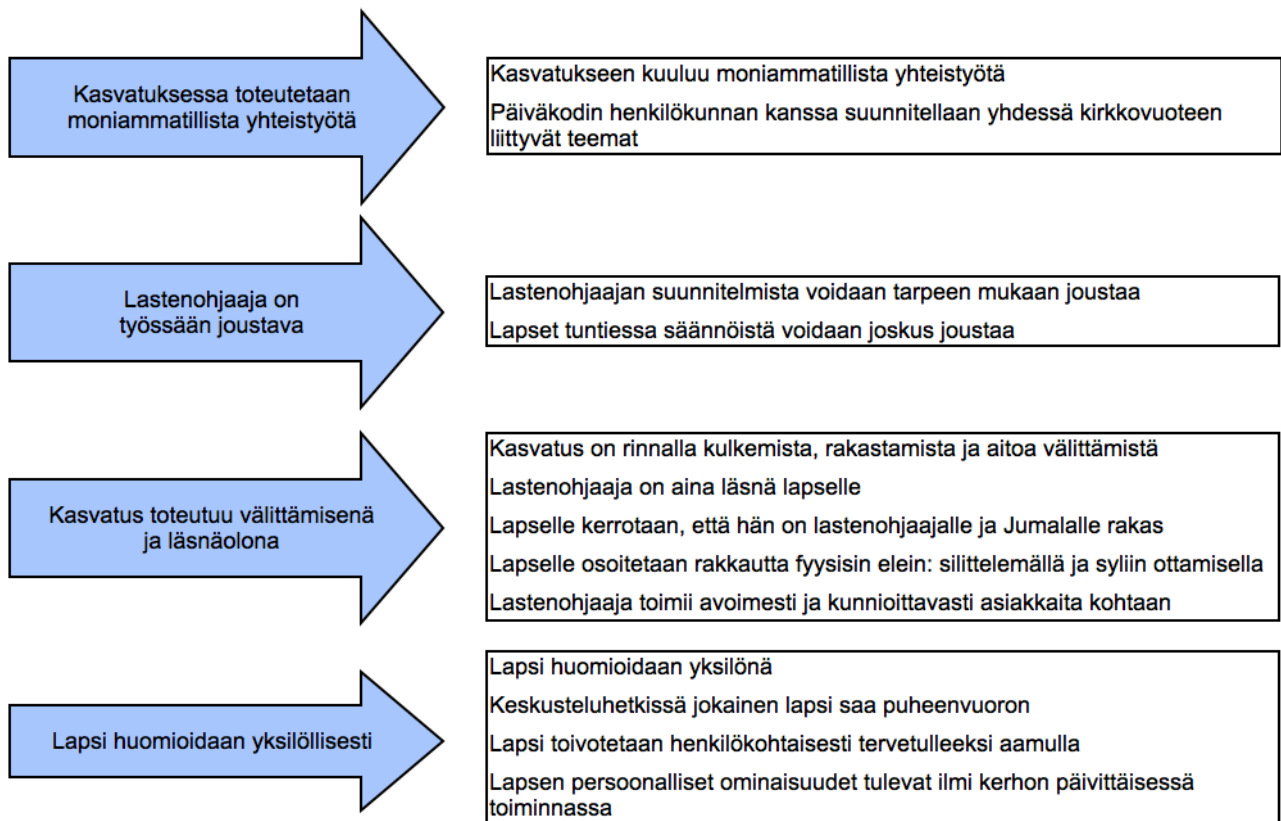 Kasvatuksessa toteutetaan
moniammatillista yhteistyötä
Kasvatukseen kuuluu moniammatillista yhteistyötä
Päiväkodin henkilökunnan kanssa suunnitellaan yhdessä kirkkovuoteen
liittyvät teemat
Lastenohjaaja on
työssään joustava
Lastenohjaajan suunnitelmista voidaan tarpeen mukaan joustaa
Lapset tuntiessa säännöistä voidaan joskus joustaa
Kasvatus toteutuu välittämisenä
ja läsnäolona
Kasvatus on rinnalla kulkemista, rakastamista ja aitoa välittämistä
Lastenohjaaja on aina läsnä lapselle
Lapselle kerrotaan, että hän on lastenohjaajalle ja Jumalalle rakas
Lapselle osoitetaan rakkautta fyysisin elein: silittelemällä ja syliin ottamisella
Lastenohjaaja toimii avoimesti ja kunnioittavasti asiakkaita kohtaan
Lapsi huomioidaan yksilöllisesti
Lapsi huomioidaan yksilönä
Keskusteluhetkissä jokainen lapsi saa puheenvuoron
Lapsi toivotetaan henkilökohtaisesti tervetulleeksi aamulla
Lapsen persoonalliset ominaisuudet tulevat ilmi kerhon päivittäisessä
toiminnassa